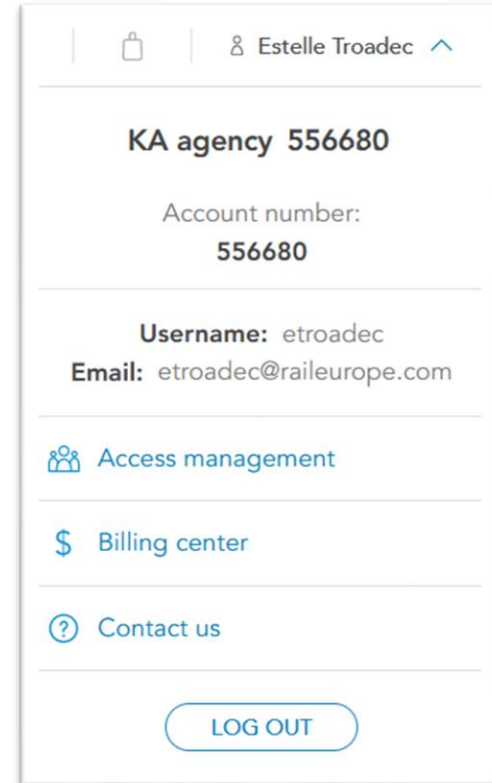 Estelle Troadec
KA agency 556680
Account number:
556680
Username: etroadec
Email: etroadec@raileurope.com
Access management
$ Billing center
? Contact us
LOG OUT